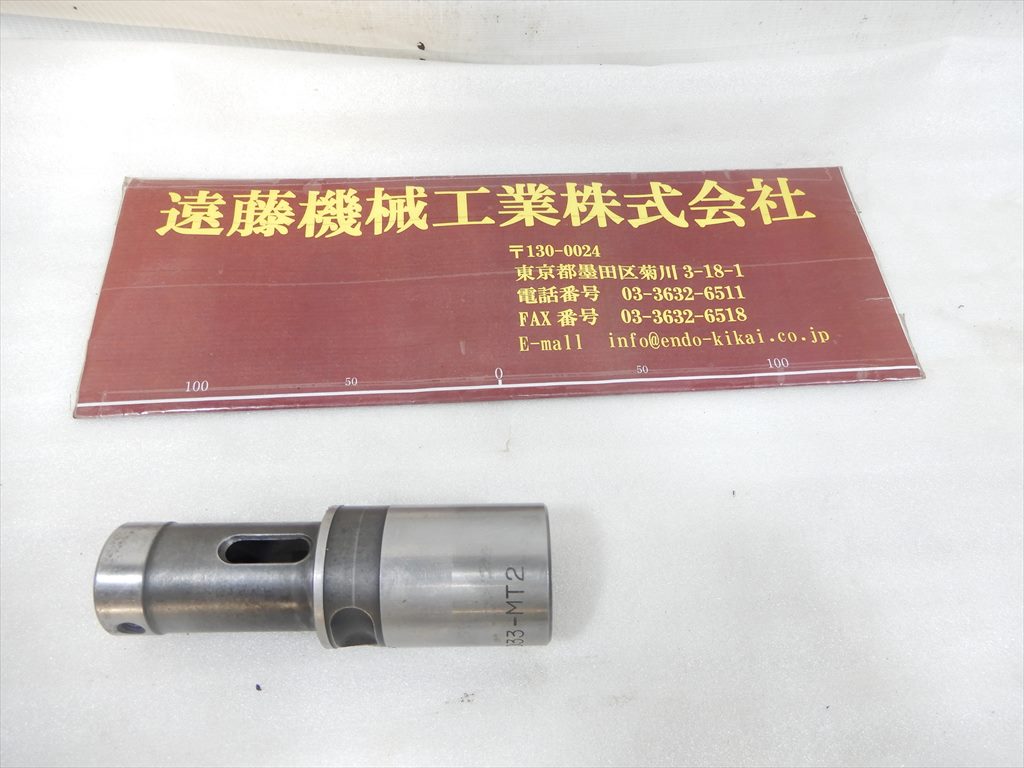 遠藤機械工業株式会社
〒130-0024
東京都墨田区菊川 3-18-1
電話番号 03-3632-6511
FAX 番号 03-3632-6518
E-mall info@endo-kikai.co.jp
100 50 0 50 100
33-MT2